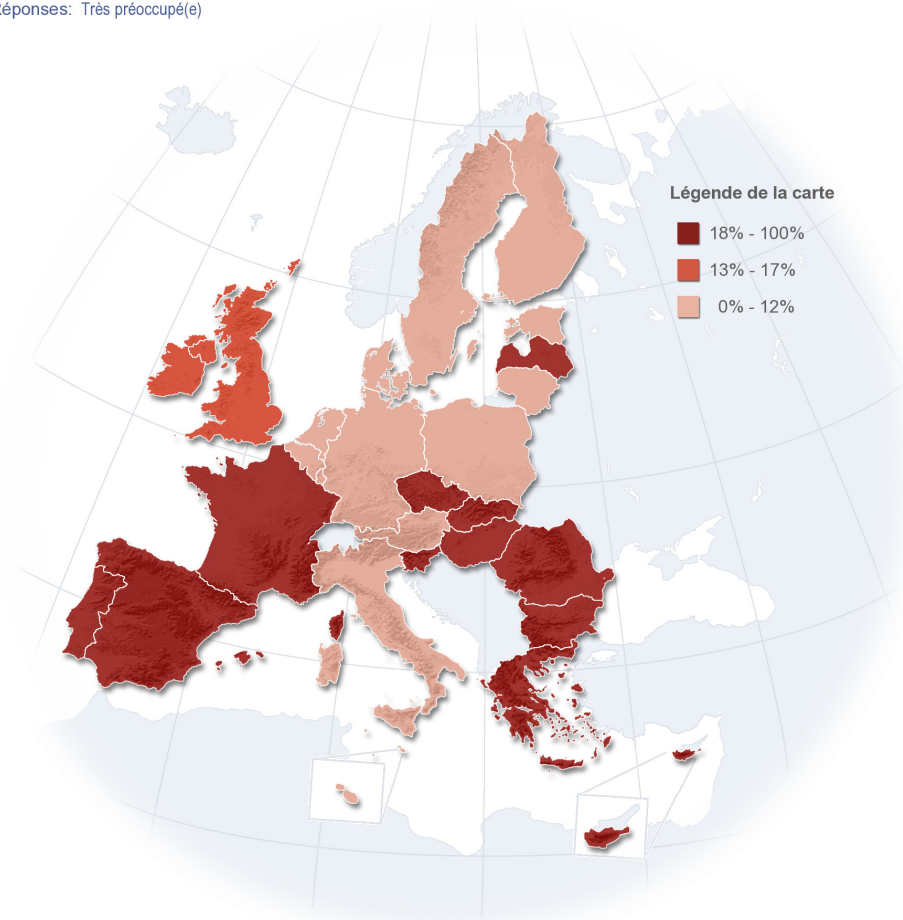 éponses: Très préoccupé(e)
Légende de la carte
18% - 100%
13% - 17%
0% - 12%